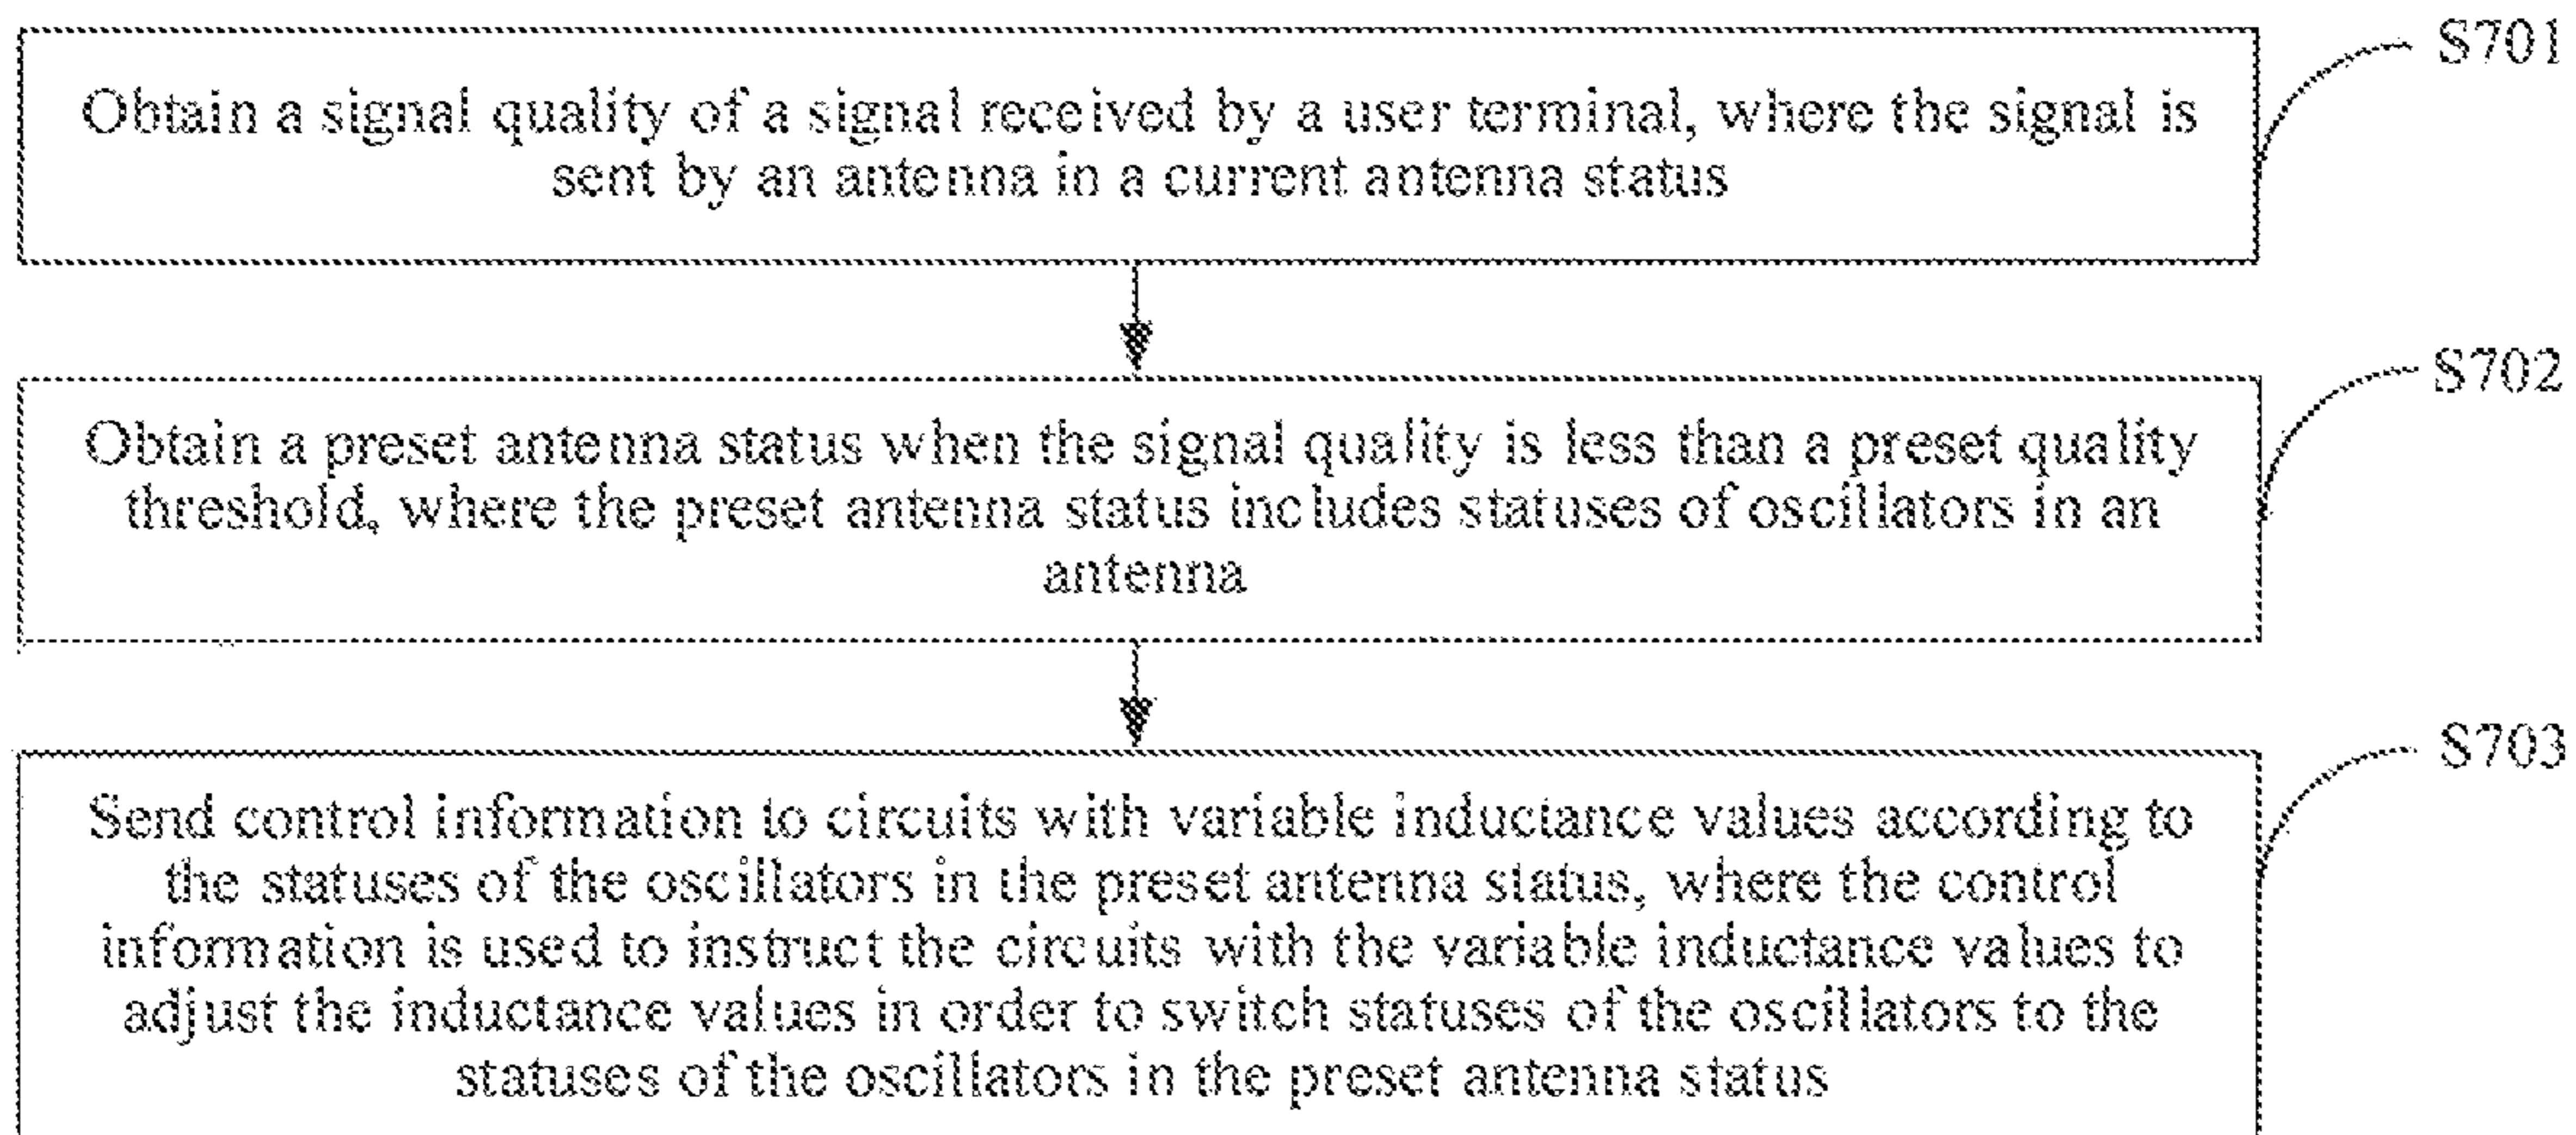 S701
Obtain a signal quality of a signal received by a user terminal, where the signal is
sent by an antenna in a current antenna status
S702
Obtain a preset antenna status when the signal quality is less than a preset quality
threshold, where the preset antenna status includes statuses of oscillators in an
antenna
S703
Send control information to circuits with variable inductance values according to
the statuses of the oscillators in the preset antenna status, where the control
information is used to instruct the circuits with the variable inductance values to
adjust the inductance values in order to switch statuses of the oscillators to the
statuses of the oscillators in the preset antenna status